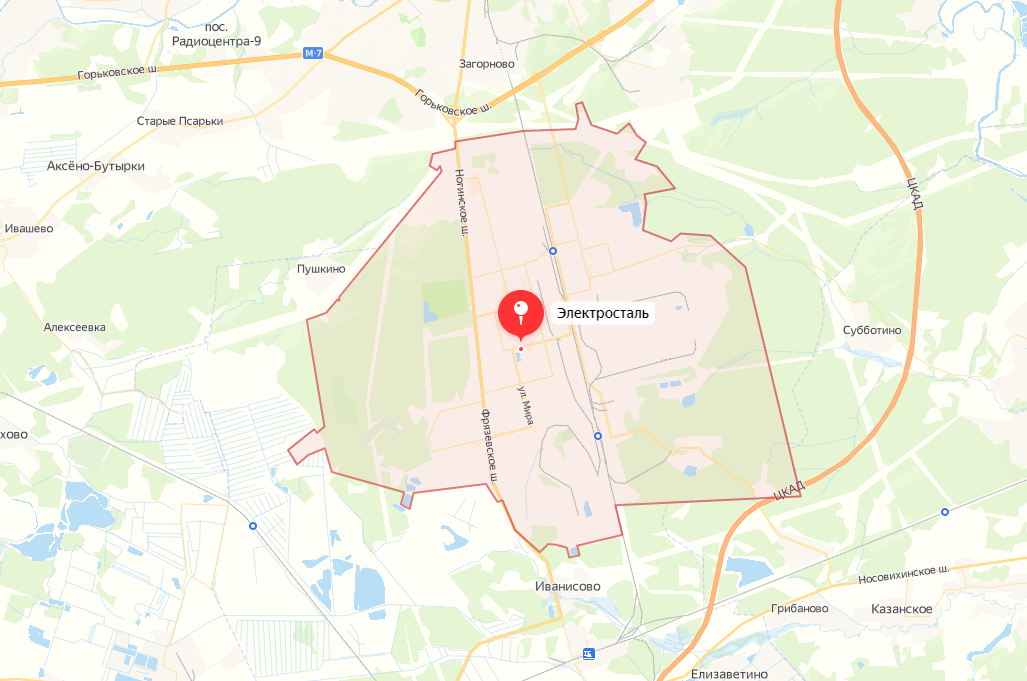 пос.
Радиоцентра-9
М-7
Горьковское ш.
Загорново
Горьковское ш.
Старые Псарьки
Аксёно-Бутырки
Ногинское ш.
ЦКАД
Ивашево
Пушкино
Электросталь
Алексеевка
Субботино
ул. Мира
Фрязевское ш.
хово
ЦКАД
Иванисово
Носовихинское ш.
Грибаново
Казанское
Елизаветино